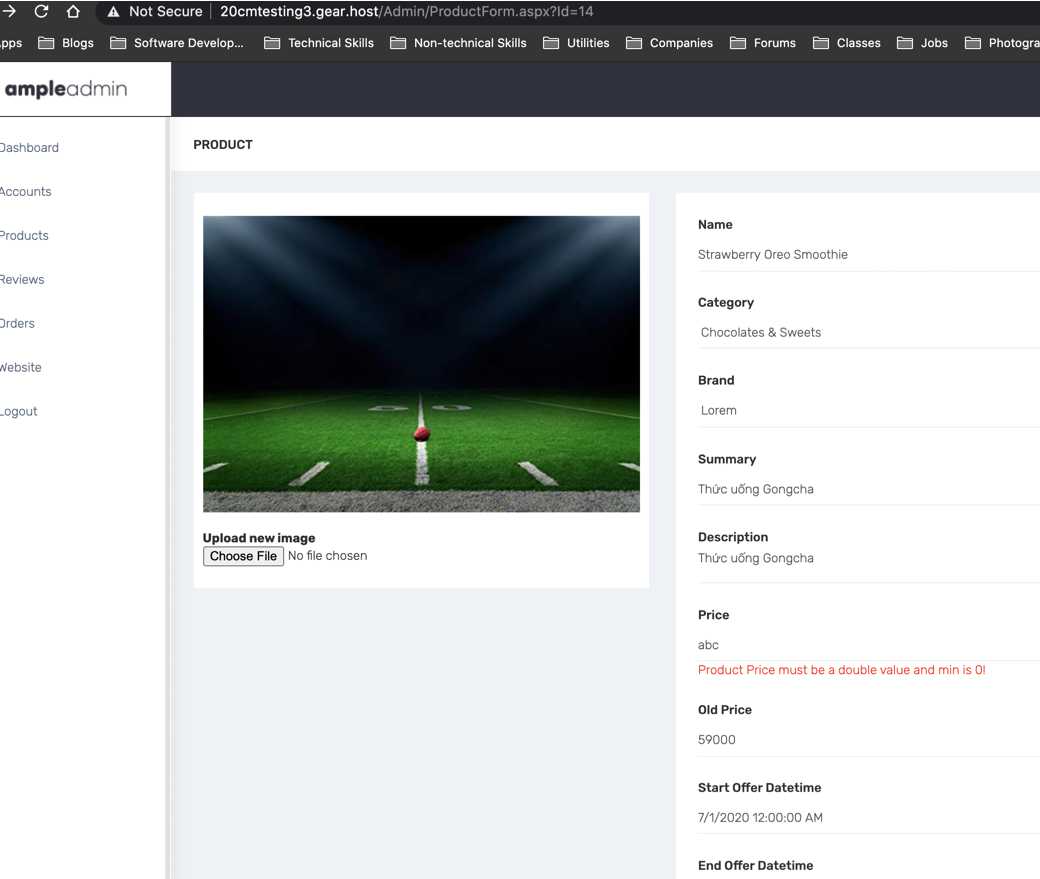 Not Secure 20cmtesting3.gear.host/Admin/ProductForm.aspx?Id=14
pps Blogs Software Develop... Technical Skills Non-technical Skills Utilities Companies Forums Classes Jobs Photogra
ampleadmin
Dashboard
Accounts
Products
Reviews
Orders
Website
Logout
PRODUCT
Upload new image
Choose File No file chosen
Name
Strawberry Oreo Smoothie
Category
Chocolates & Sweets
Brand
Lorem
Summary
Thức uống Gongcha
Description
Thức uống Gongcha
Price
abc
Product Price must be a double value and min is 0!
Old Price
59000
Start Offer Datetime
7/1/2020 12:00:00 AM
End Offer Datetime